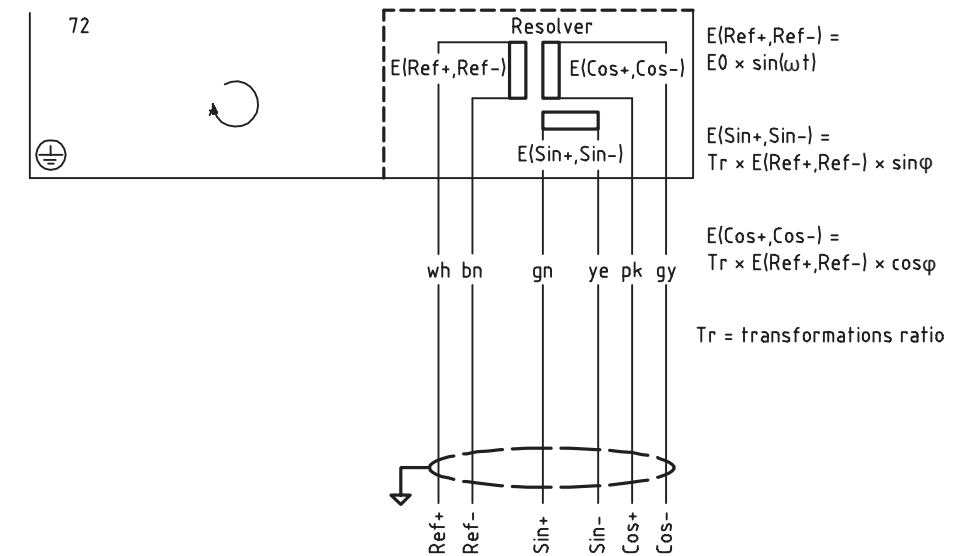 72
Resolver
E(Ref+,Ref-)
E(Cos+,Cos-)
E(Sin+,Sin-)
E(Ref+,Ref-) =
E0 × sin(ωt)
E(Sin+,Sin-) =
Tr × E(Ref+,Ref-) × sinφ
E(Cos+,Cos-) =
Tr × E(Ref+,Ref-) × cosφ
Tr = transformations ratio
wh bn gn ye pk gy
Ref+
Ref-
Sin+
Sin-
Cos+
Cos-